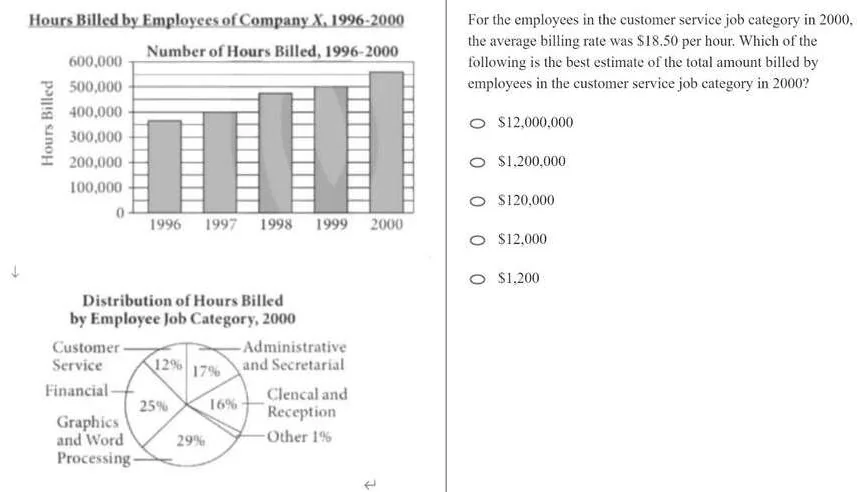 Hours Billed by Employees of Company X, 1996-2000
Number of Hours Billed, 1996-2000
Hours Billed
600,000
500,000
400,000
300,000
200,000
100,000
0
1996 1997 1998 1999 2000
↓
Distribution of Hours Billed
by Employee Job Category, 2000
Customer
Service
12%
17%
Administrative
and Secretarial
Financial
25%
16%
Clencal and
Reception
Graphics
and Word
Processing
29%
Other 1%
↵
For the employees in the customer service job category in 2000,
the average billing rate was $18.50 per hour. Which of the
following is the best estimate of the total amount billed by
employees in the customer service job category in 2000?
$12,000,000
$1,200,000
$120,000
$12,000
$1,200